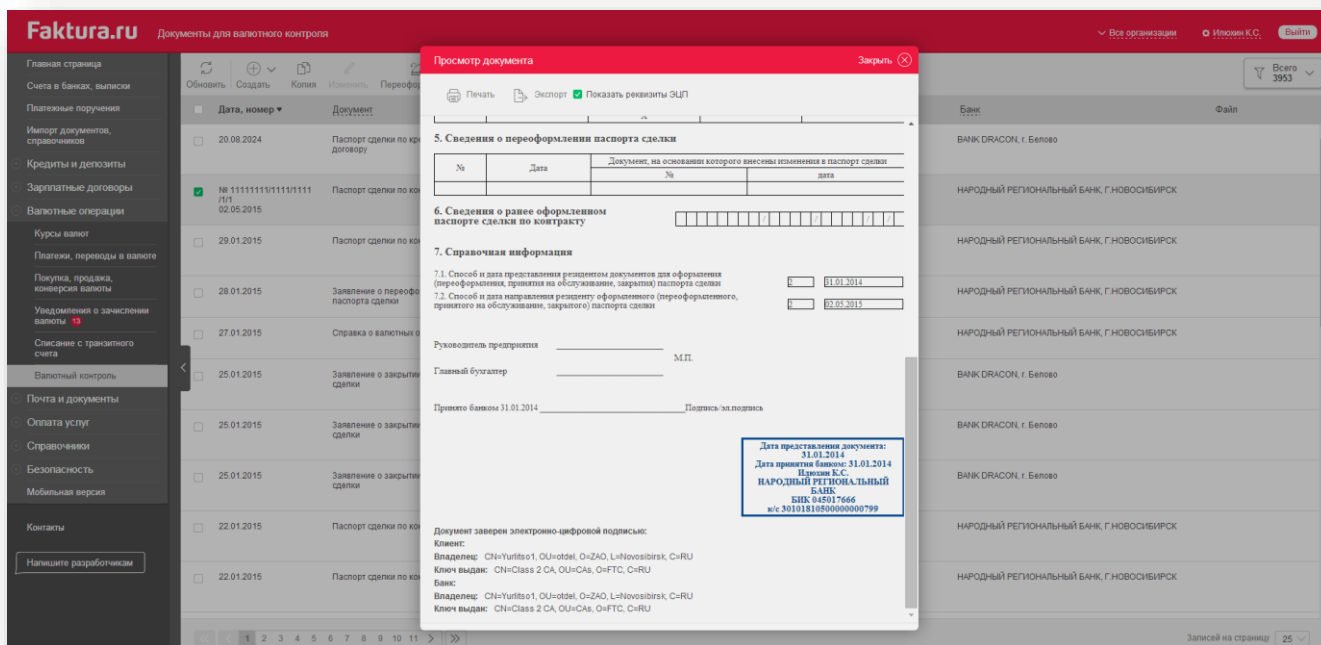 Faktura.ru
Документы для валютного контроля
Все организации
Илюхин К.С.
Выйти
Главная страница
Счета в банках, выписки
Платежные поручения
Импорт документов,
справочников
Кредиты и депозиты
Зарплатные договоры
Валютные операции
Курсы валют
Платежи, переводы в валюте
Покупка, продажа,
конверсия валюты
Уведомления о зачислении
валюты 13
Списание с транзитного
счета
Валютный контроль
Почта и документы
Оплата услуг
Справочники
Безопасность
Мобильная версия
Контакты
Напишите разработчикам
Обновить
Создать
Копия
Изменить
Переофор
Всего
3953
Дата, номер
Документ
Банк
Файл
20.08.2024
Паспорт сделки по кре
договору
BANK DRACON, г. Белово
№ 11111111/1111/1111
/1/1
02.05.2015
Паспорт сделки по кон
НАРОДНЫЙ РЕГИОНАЛЬНЫЙ БАНК, Г.НОВОСИБИРСК
29.01.2015
Паспорт сделки по кон
НАРОДНЫЙ РЕГИОНАЛЬНЫЙ БАНК, Г.НОВОСИБИРСК
28.01.2015
Заявление о переофо
паспорта сделки
НАРОДНЫЙ РЕГИОНАЛЬНЫЙ БАНК, Г.НОВОСИБИРСК
27.01.2015
Справка о валютных о
НАРОДНЫЙ РЕГИОНАЛЬНЫЙ БАНК, Г.НОВОСИБИРСК
25.01.2015
Заявление о закрытии
сделки
BANK DRACON, г. Белово
25.01.2015
Заявление о закрытии
сделки
BANK DRACON, г. Белово
25.01.2015
Заявление о закрытии
сделки
BANK DRACON, г. Белово
22.01.2015
Паспорт сделки по кон
НАРОДНЫЙ РЕГИОНАЛЬНЫЙ БАНК, Г.НОВОСИБИРСК
22.01.2015
Паспорт сделки по кон
НАРОДНЫЙ РЕГИОНАЛЬНЫЙ БАНК, Г.НОВОСИБИРСК
1 2 3 4 5 6 7 8 9 10 11
Записей на страницу 25
Просмотр документа
Закрыть
Печать
Экспорт
Показать реквизиты ЭЦП
5. Сведения о переоформлении паспорта сделки
№
Дата
Документ, на основании которого внесены изменения в паспорт сделки
№
дата
6. Сведения о ранее оформленном
паспорте сделки по контракту
/ / / /
7. Справочная информация
7.1. Способ и дата представления резидентом документов для оформления
(переоформления, принятия на обслуживание, закрытия) паспорта сделки
2
31.01.2014
7.2. Способ и дата направления резиденту оформленного (переоформленного,
принятого на обслуживание, закрытого) паспорта сделки
2
02.05.2015
Руководитель предприятия
М.П.
Главный бухгалтер
Принято банком 31.01.2014
Подпись/эл.подпись
Дата представления документа:
31.01.2014
Дата принятия банком: 31.01.2014
Илюхин К.С.
НАРОДНЫЙ РЕГИОНАЛЬНЫЙ
БАНК
БИК 045017666
к/с 30101810500000000799
Документ заверен электронно-цифровой подписью:
Клиент:
Владелец: CN=Yurlitso1, OU=otdel, O=ZAO, L=Novosibirsk, C=RU
Ключ выдан: CN=Class 2 CA, OU=CAs, O=FTC, C=RU
Банк:
Владелец: CN=Yurlitso1, OU=otdel, O=ZAO, L=Novosibirsk, C=RU
Ключ выдан: CN=Class 2 CA, OU=CAs, O=FTC, C=RU